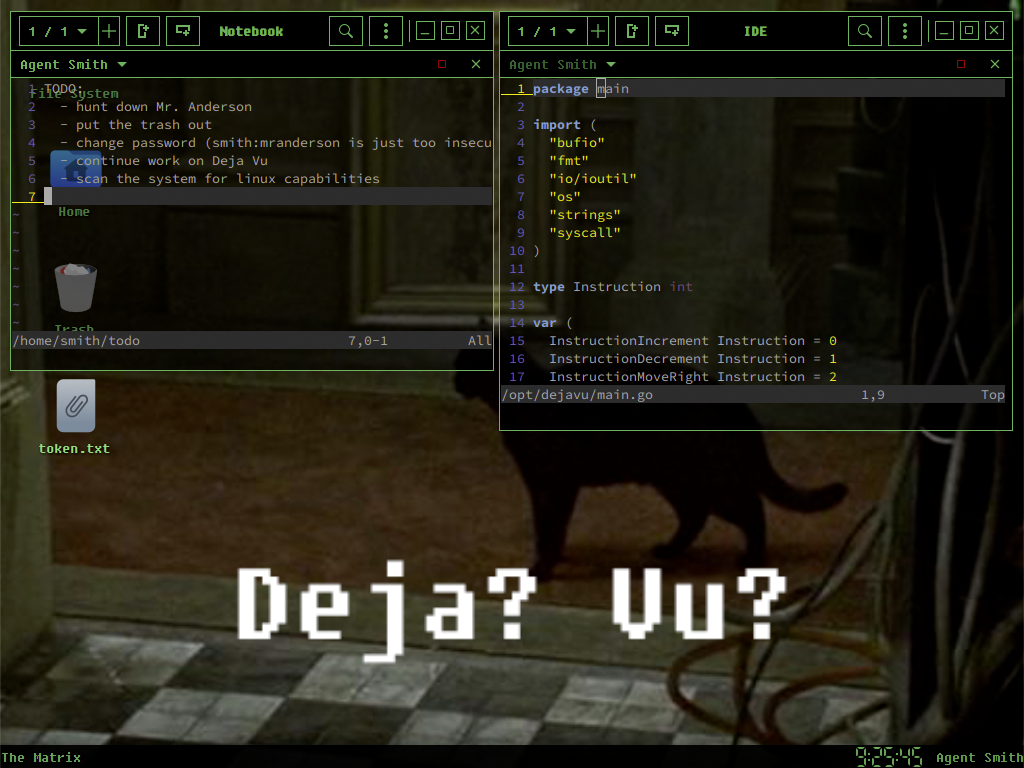 1 / 1
Notebook
Agent Smith
1 TODO:
2 - hunt down Mr. Anderson
3 - put the trash out
4 - change password (smith:mranderson is just too insecu
5 - continue work on Deja Vu
6 - scan the system for linux capabilities
7
~
~
~
~
~
~
~
/home/smith/todo 7,0-1 All
File System
Home
Trash
token.txt
1 / 1
IDE
Agent Smith
1 package main
2
3 import (
4 "bufio"
5 "fmt"
6 "io/ioutil"
7 "os"
8 "strings"
9 "syscall"
10 )
11
12 type Instruction int
13
14 var (
15 InstructionIncrement Instruction = 0
16 InstructionDecrement Instruction = 1
17 InstructionMoveRight Instruction = 2
/opt/dejavu/main.go 1,9 Top
Deja? Vu?
The Matrix 9:25:45 Agent Smith